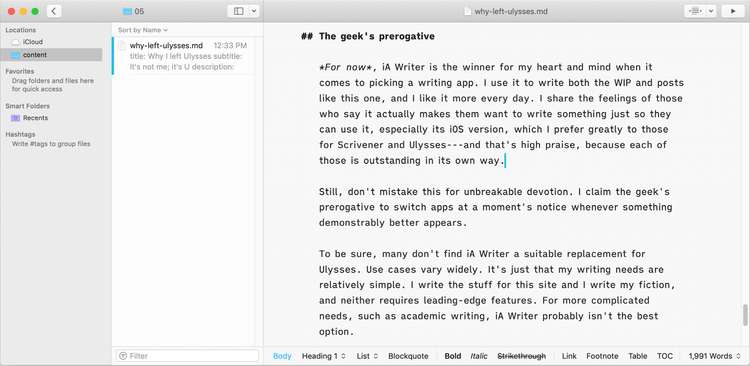 05
why-left-ulysses.md
Locations
iCloud
content
Favorites
Drag folders and files here
for quick access
Smart Folders
Recents
Hashtags
Write #tags to group files
Sort by Name
why-left-ulysses.md 12:33 PM
title: Why I left Ulysses subtitle:
It's not me; it's U description:
Filter
## The geek's prerogative
*For now*, iA Writer is the winner for my heart and mind when it
comes to picking a writing app. I use it to write both the WIP and posts
like this one, and I like it more every day. I share the feelings of those
who say it actually makes them want to write something just so they
can use it, especially its iOS version, which I prefer greatly to those
for Scrivener and Ulysses---and that's high praise, because each of
those is outstanding in its own way.
Still, don't mistake this for unbreakable devotion. I claim the geek's
prerogative to switch apps at a moment's notice whenever something
demonstrably better appears.
To be sure, many don't find iA Writer a suitable replacement for
Ulysses. Use cases vary widely. It's just that my writing needs are
relatively simple. I write the stuff for this site and I write my fiction,
and neither requires leading-edge features. For more complicated
needs, such as academic writing, iA Writer probably isn't the best
option.
Body Heading 1 List Blockquote Bold Italic Strikethrough Link Footnote Table TOC 1,991 Words